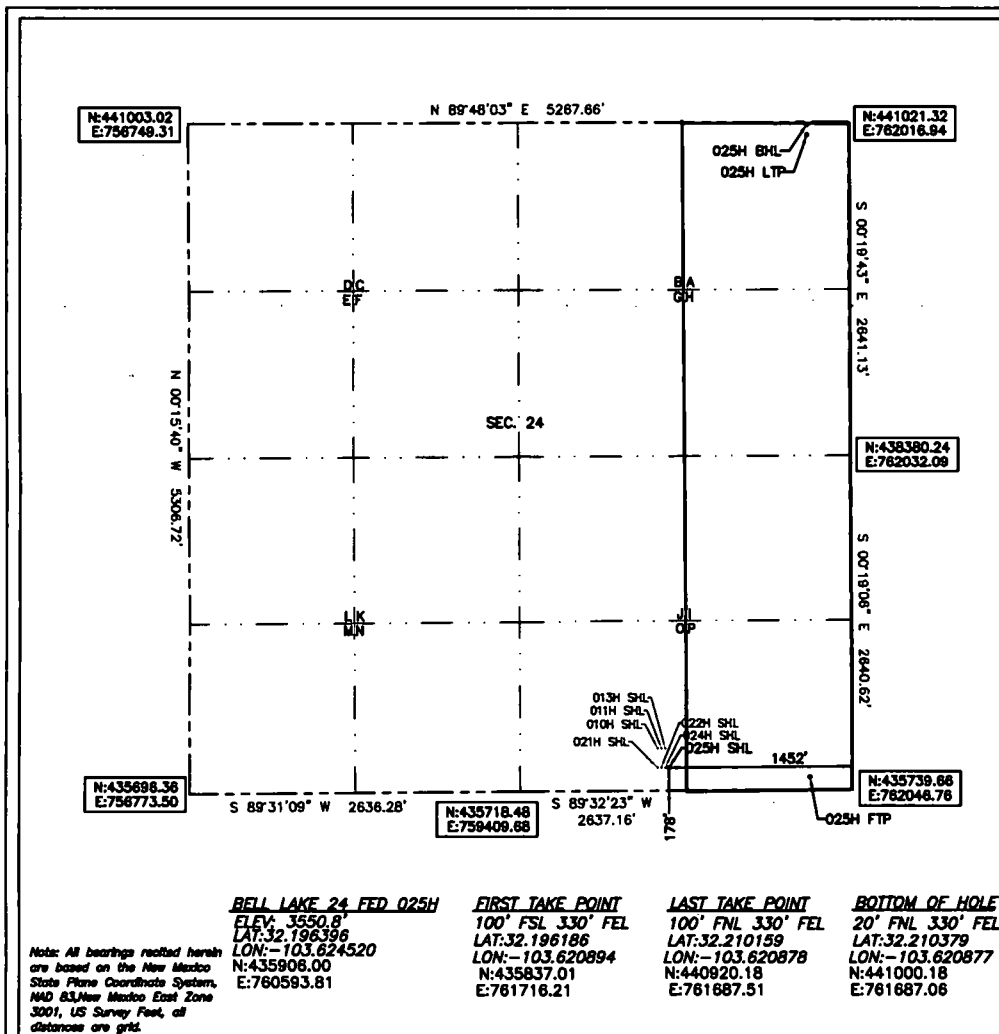 N 89°48'03" E 5267.66'
N:441003.02
E:756749.31
N:441021.32
E:762016.94
025H BHL
025H LTP
S 00°19'43" E 2641.13'
D C
E F
B A
G H
N 00°15'40" W 5306.72'
SEC. 24
N:438380.24
E:762032.09
S 00°19'06" E 2640.62'
L K
M N
J I
O P
013H SHL
011H SHL
010H SHL
021H SHL
022H SHL
024H SHL
025H SHL
1452'
178'
N:435696.36
E:756773.50
S 89°31'09" W 2636.28'
N:435718.48
E:759409.68
S 89°32'23" W
2637.16'
N:435739.66
E:762046.76
025H FTP
BELL LAKE 24 FED 025H
ELEV: 3550.8'
LAT:32.196396
LON:-103.624520
N:435906.00
E:760593.81
FIRST TAKE POINT
100' FSL 330' FEL
LAT:32.196186
LON:-103.620894
N:435837.01
E:761716.21
LAST TAKE POINT
100' FNL 330' FEL
LAT:32.210159
LON:-103.620878
N:440920.18
E:761687.51
BOTTOM OF HOLE
20' FNL 330' FEL
LAT:32.210379
LON:-103.620877
N:441000.18
E:761687.06
Note: All bearings recited herein
are based on the New Mexico
State Plane Coordinate System,
NAD 83,New Mexico East Zone
3001, US Survey Feet, all
distances are grid.